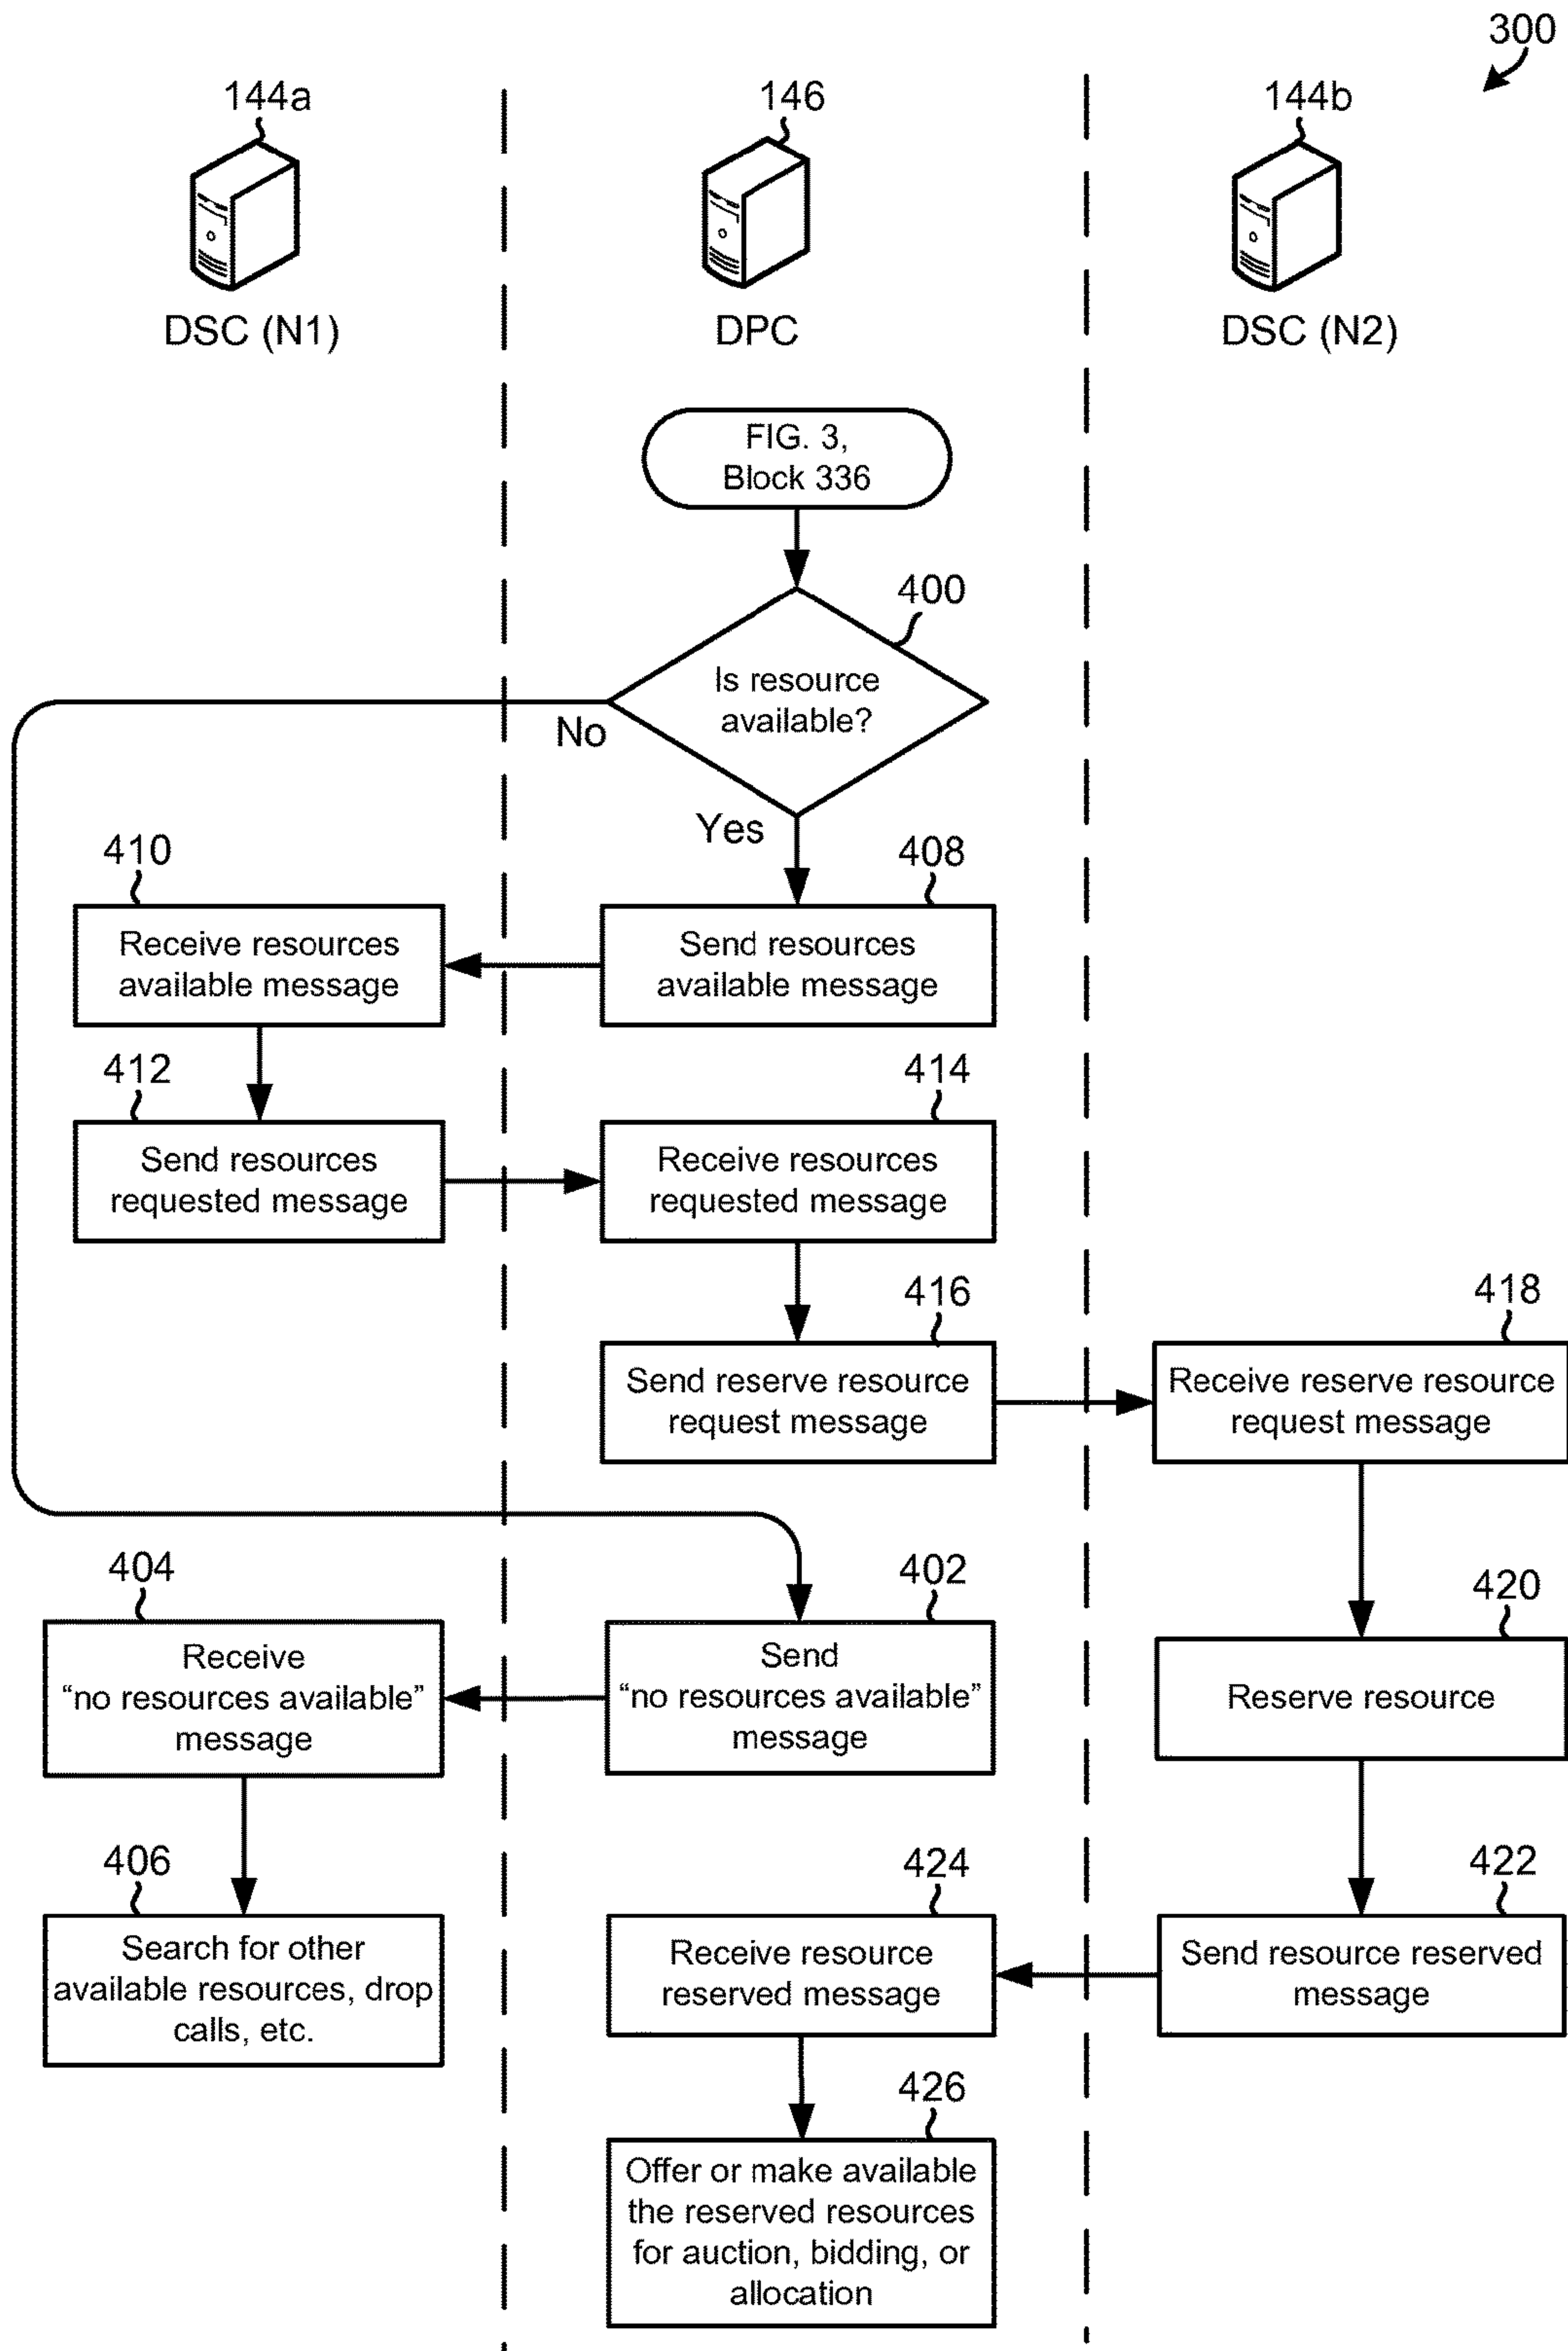 300
144a
146
144b
DSC (N1)
DPC
DSC (N2)
FIG. 3,
Block 336
400
Is resource
available?
No
Yes
410
408
Receive resources
available message
Send resources
available message
412
414
Send resources
requested message
Receive resources
requested message
416
418
Send reserve resource
request message
Receive reserve resource
request message
404
402
420
Receive
“no resources available”
message
Send
“no resources available”
message
Reserve resource
406
424
422
Search for other
available resources, drop
calls, etc.
Receive resource
reserved message
Send resource reserved
message
426
Offer or make available
the reserved resources
for auction, bidding, or
allocation